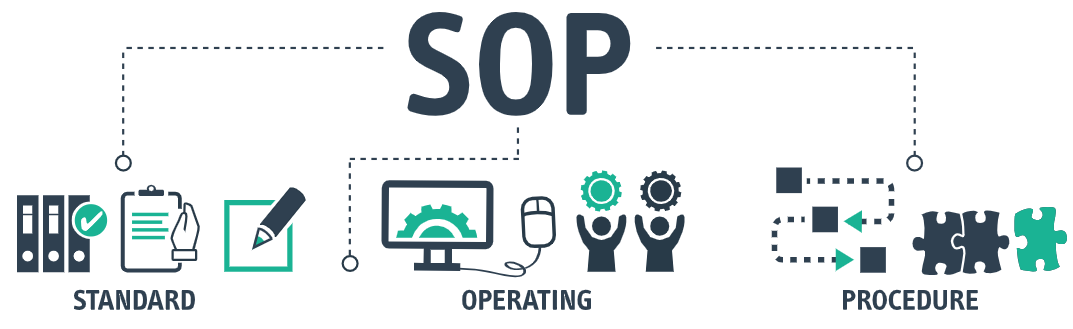 SOP
STANDARD
OPERATING
PROCEDURE